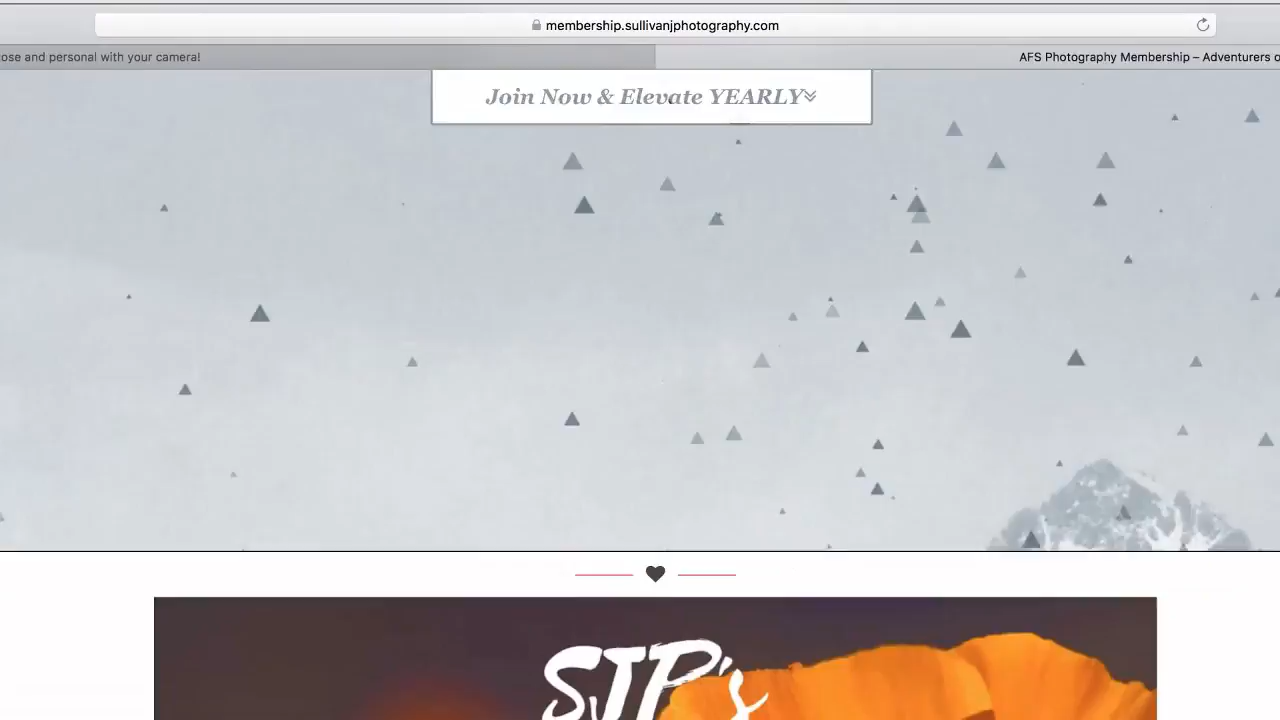 membership.sullivanjphotography.com
ose and personal with your camera!
AFS Photography Membership – Adventurers o
Join Now & Elevate YEARLY
SJP's